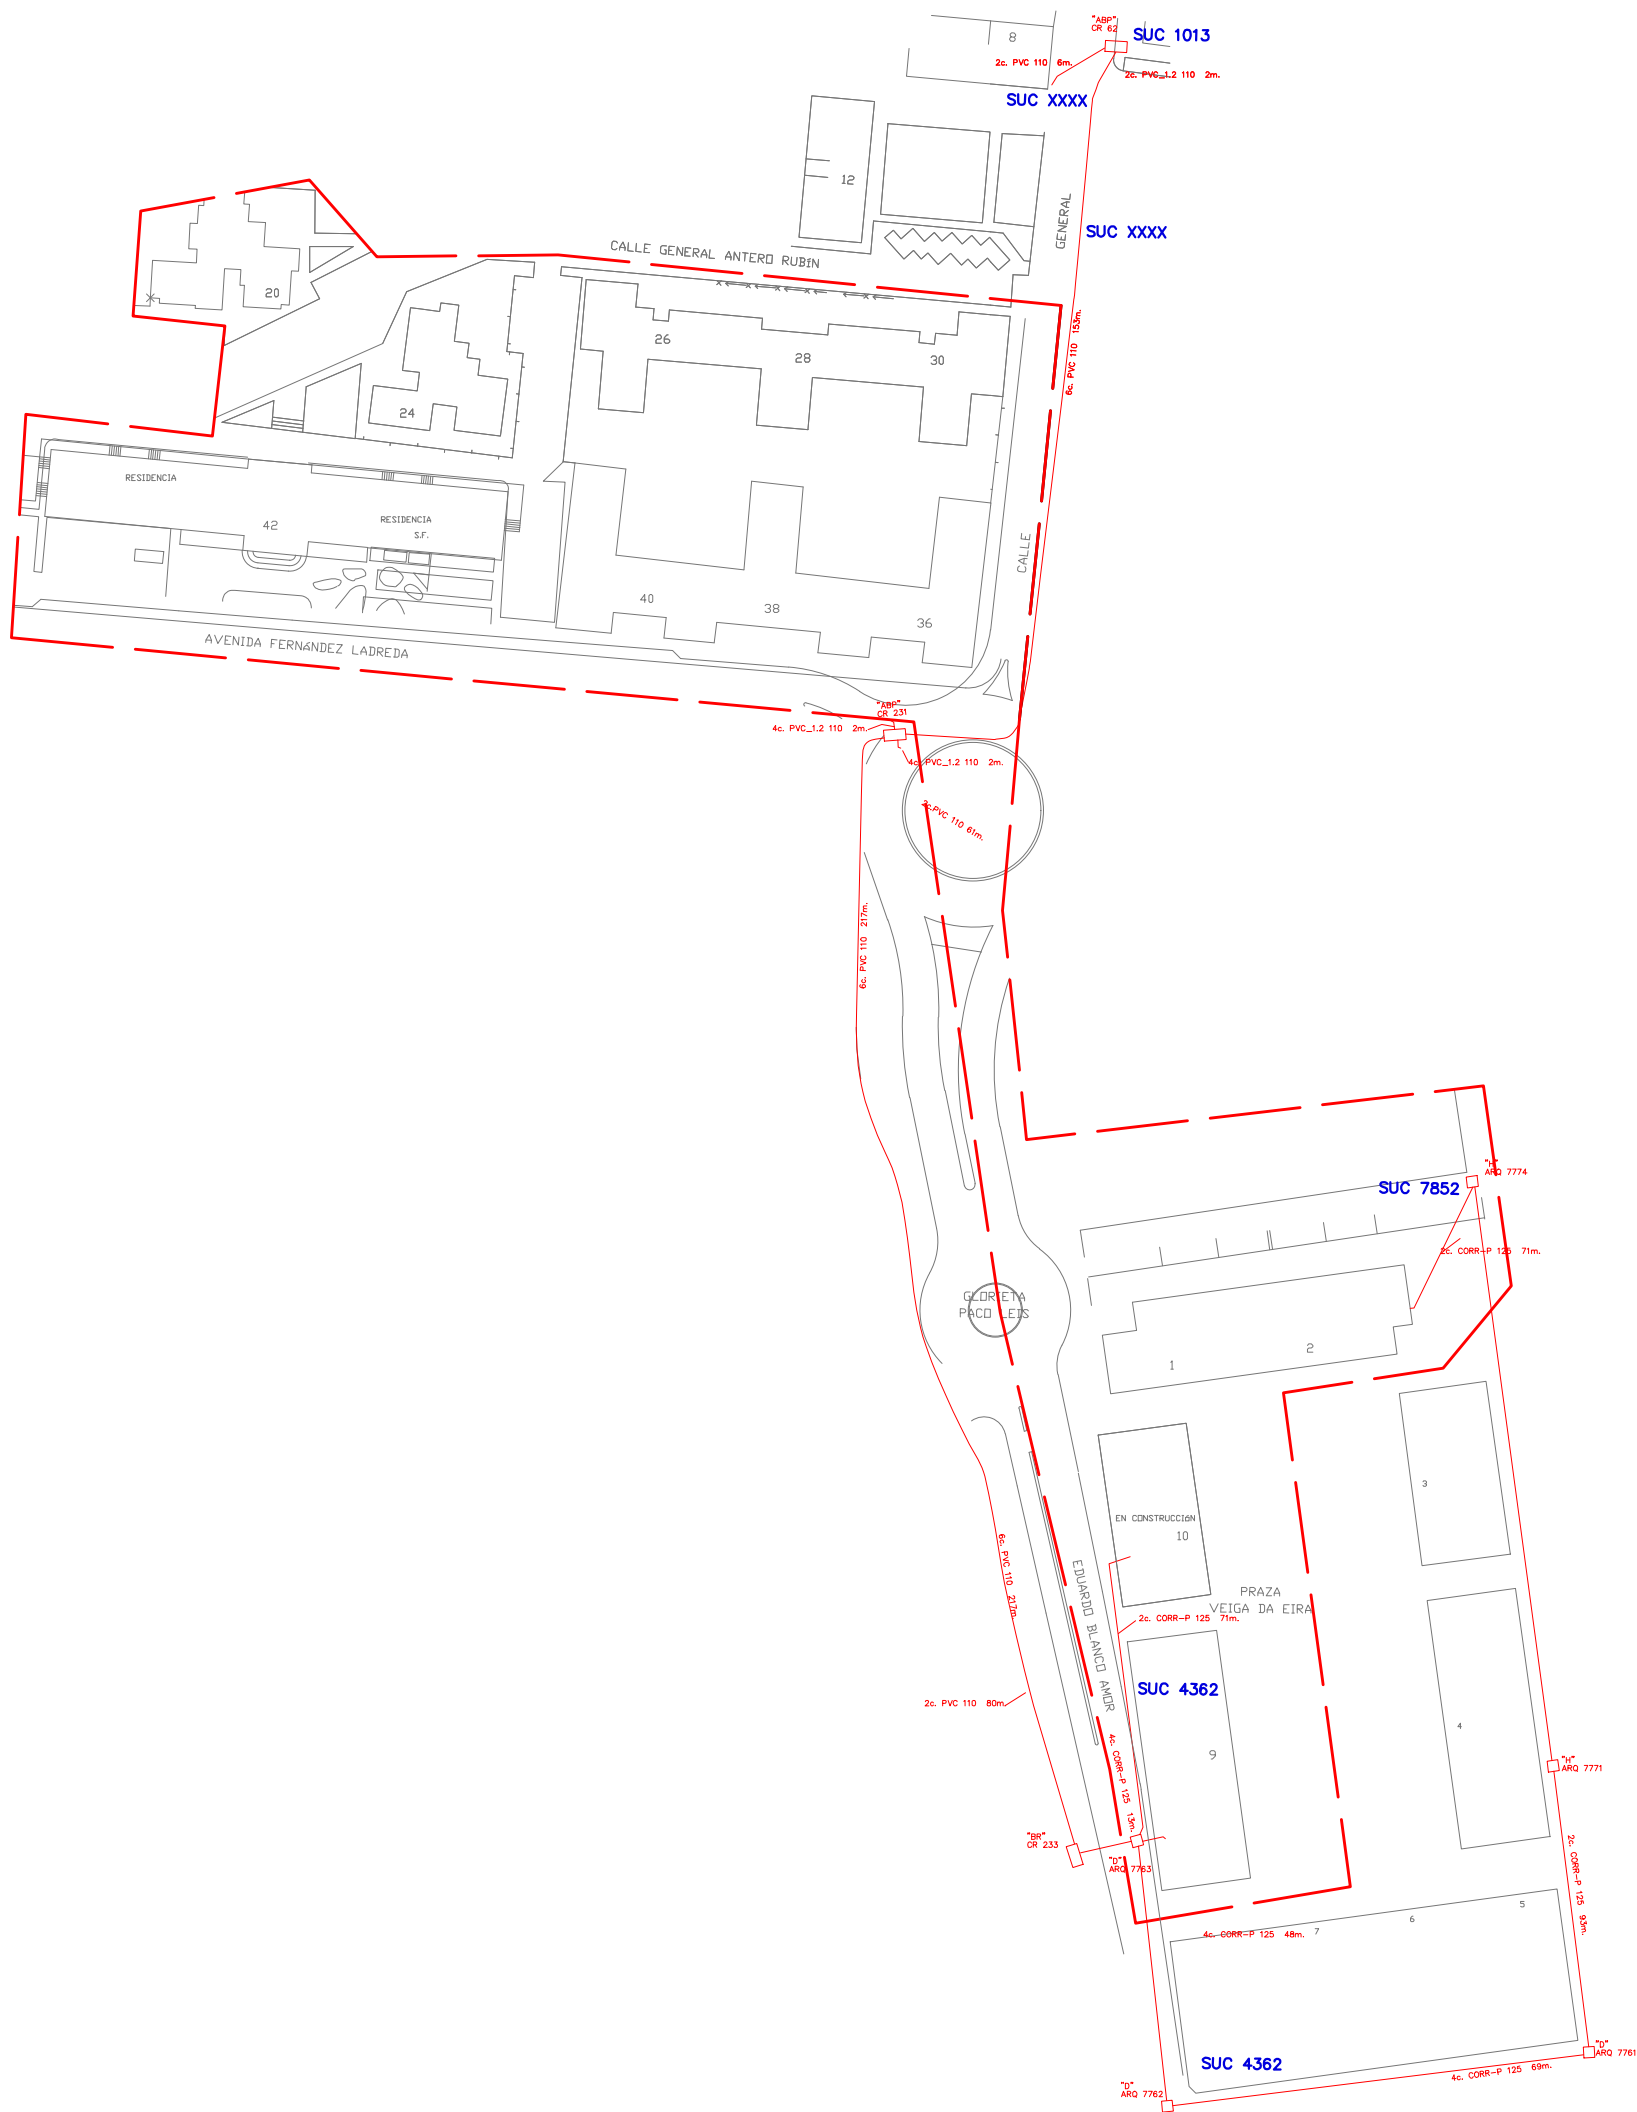 "ABP"
CR 62
SUC 1013
8
2c. PVC 110  6m.
2c. PVC_1.2 110  2m.
SUC XXXX
12
GENERAL
SUC XXXX
CALLE GENERAL ANTERO RUBÍN
20
26
28
30
6c. PVC 110  153m.
24
RESIDENCIA
42
RESIDENCIA
S.F.
CALLE
40
38
36
AVENIDA FERNÁNDEZ LADREDA
"ABP"
CR 231
4c. PVC_1.2 110  2m.
4c. PVC_1.2 110  2m.
2c.PVC 110 61m.
6c. PVC 110  217m.
"H"
ARQ 7774
SUC 7852
2c. CORR-P 125  71m.
GLORIETA
PACO LEIS
1
2
3
EN CONSTRUCCIÓN
10
6c. PVC 110  217m.
EDUARDO BLANCO AMOR
PRAZA
VEIGA DA EIRA
2c. CORR-P 125  71m.
SUC 4362
2c. PVC 110  80m.
4
9
4c. CORR-P 125  13m.
"H"
ARQ 7771
"BR"
CR 233
"D"
ARQ 7763
2c. CORR-P 125  93m.
5
6
7
4c. CORR-P 125  48m.
"D"
ARQ 7761
SUC 4362
4c. CORR-P 125  69m.
"D"
ARQ 7762